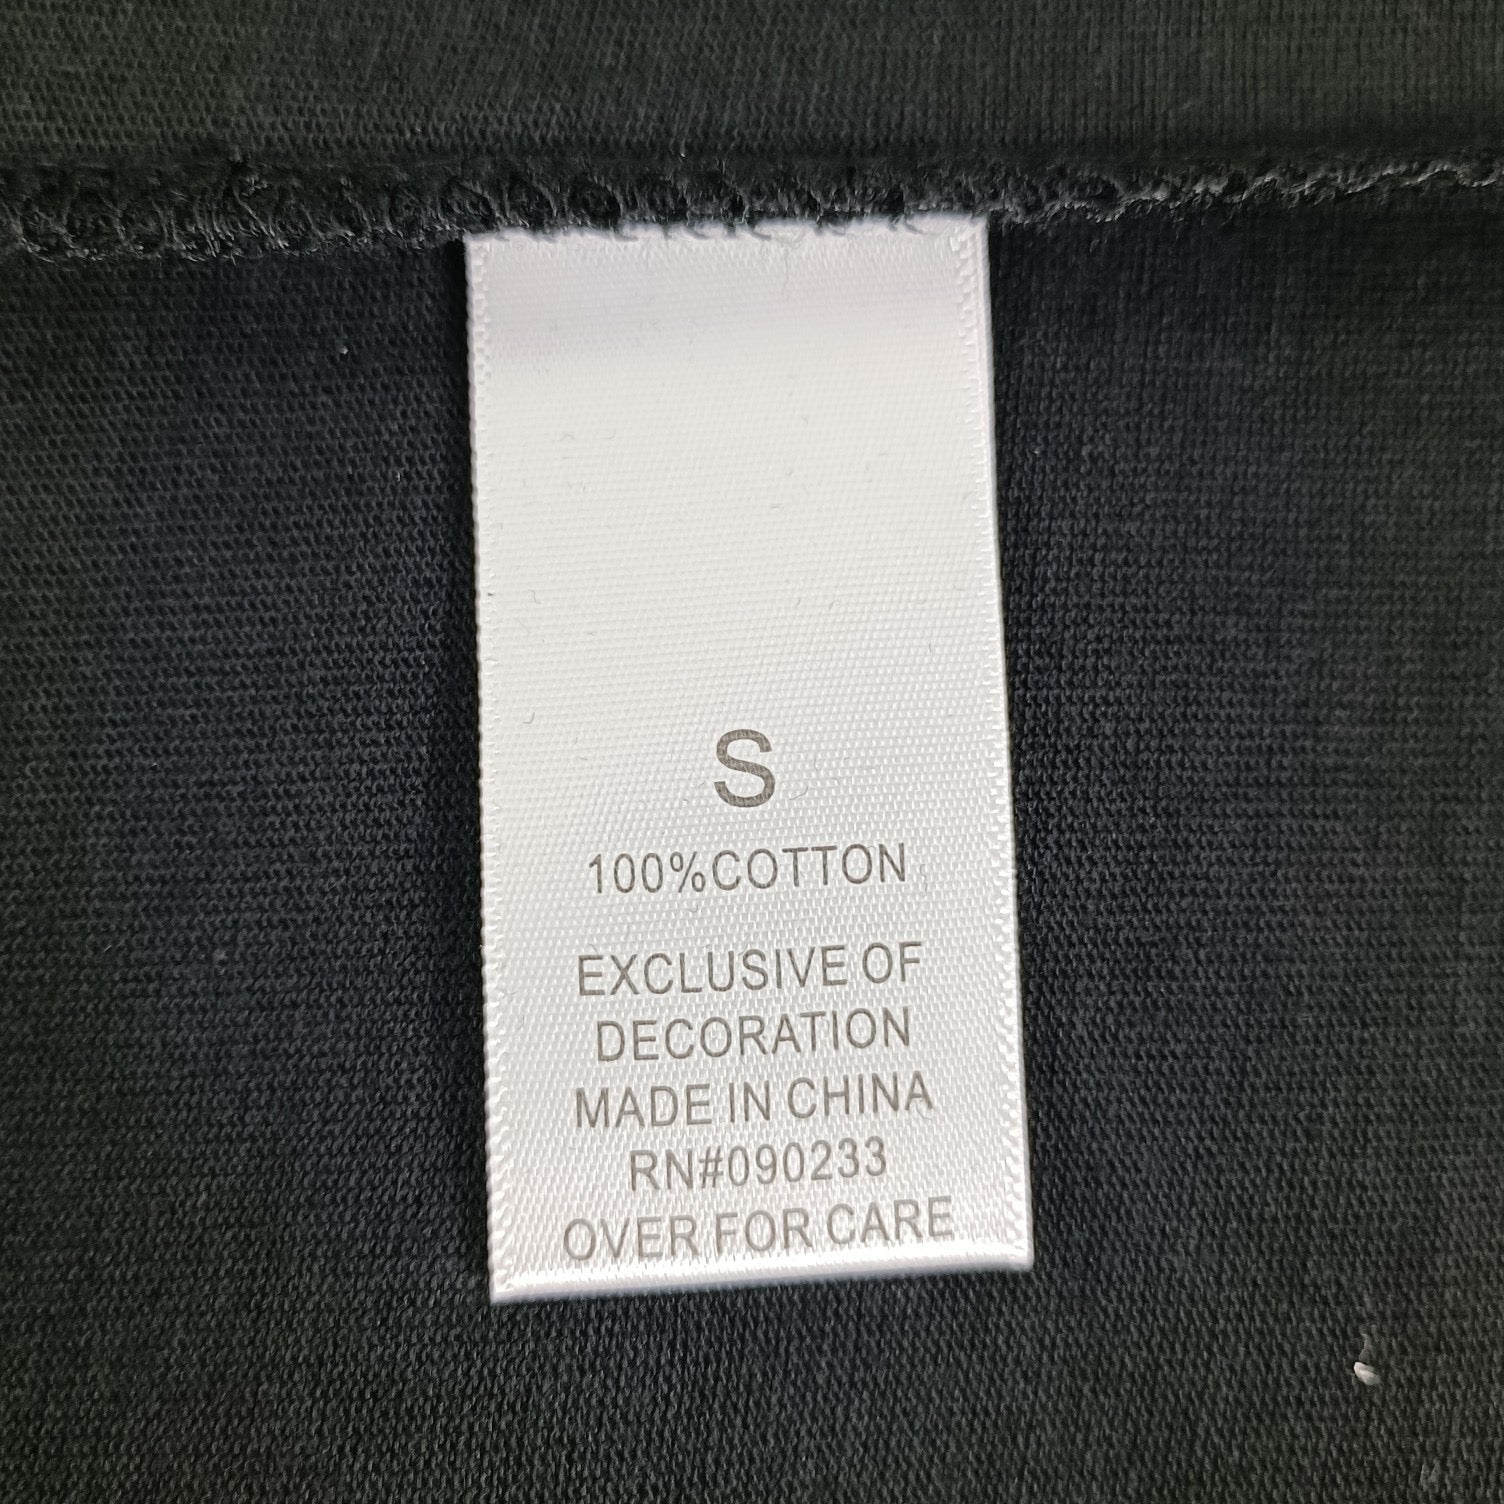 S
100%COTTON
EXCLUSIVE OF
DECORATION
MADE IN CHINA
RN#090233
OVER FOR CARE